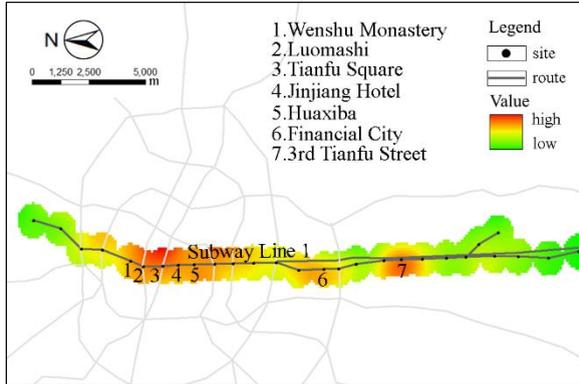 N
0 1,250 2,500 5,000
m
1.Wenshu Monastery
2.Luomashi
3.Tianfu Square
4.Jinjiang Hotel
5.Huaxiba
6.Financial City
7.3rd Tianfu Street
Legend
site
route
Value
high
low
Subway Line 1
1 2 3 4 5 6 7